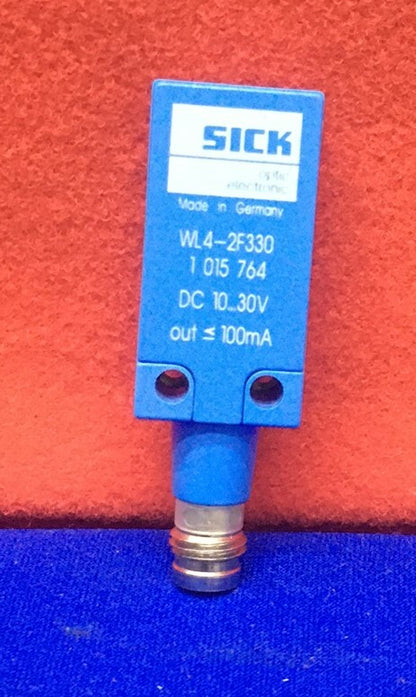 SICK
optic
electronic
Made in Germany
WL4-2F330
1 015 764
DC 10...30V
out ≤ 100mA